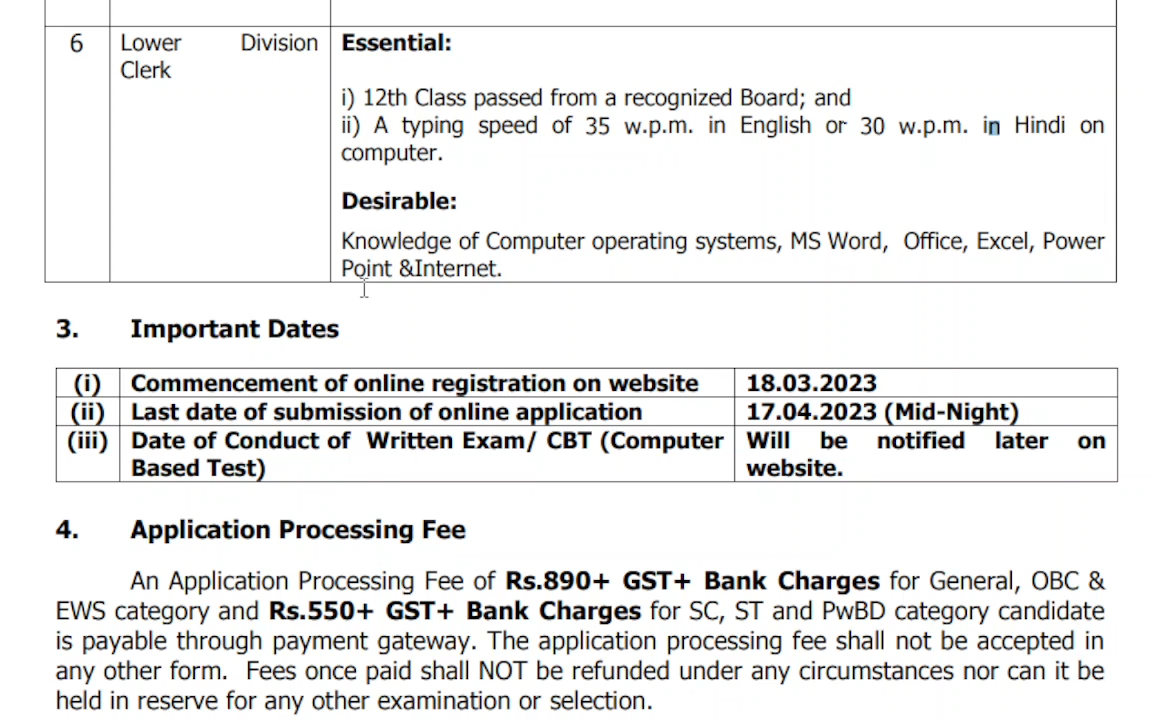 6 Lower Division Essential:
Clerk
i) 12th Class passed from a recognized Board; and
ii) A typing speed of 35 w.p.m. in English or 30 w.p.m. in Hindi on
computer.
Desirable:
Knowledge of Computer operating systems, MS Word, Office, Excel, Power
Point &Internet.
3. Important Dates
(i) Commencement of online registration on website 18.03.2023
(ii) Last date of submission of online application 17.04.2023 (Mid-Night)
(iii) Date of Conduct of Written Exam/ CBT (Computer Will be notified later on
Based Test) website.
4. Application Processing Fee
An Application Processing Fee of Rs.890+ GST+ Bank Charges for General, OBC &
EWS category and Rs.550+ GST+ Bank Charges for SC, ST and PwBD category candidate
is payable through payment gateway. The application processing fee shall not be accepted in
any other form. Fees once paid shall NOT be refunded under any circumstances nor can it be
held in reserve for any other examination or selection.